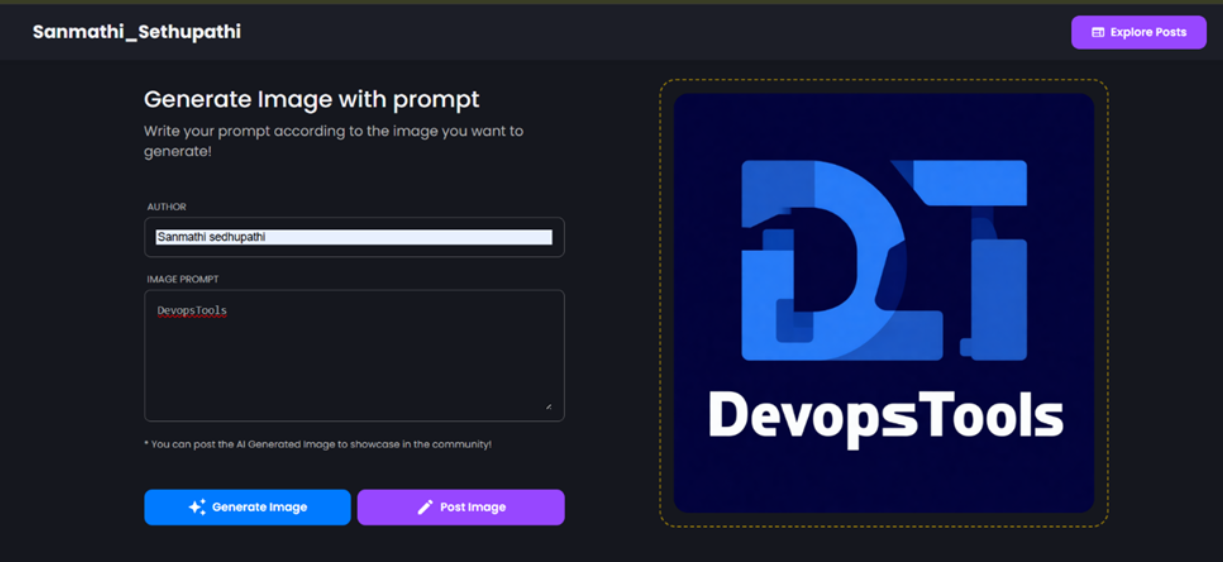 Sanmathi_Sethupathi
Explore Posts
Generate Image with prompt
Write your prompt according to the image you want to
generate!
AUTHOR
Sanmathi sedhupathi
IMAGE PROMPT
DevopsTools
* You can post the AI Generated Image to showcase in the community!
Generate Image
Post Image
DT
DevopsTools